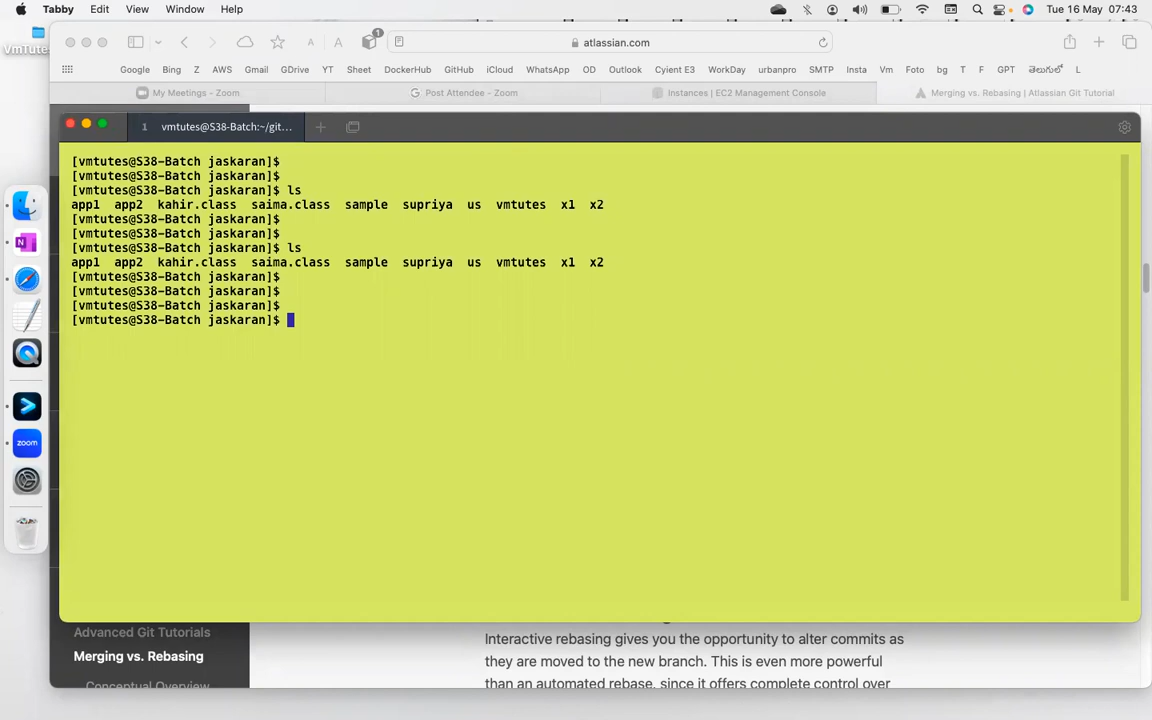 Tabby Edit View Window Help Tue 16 May 07:43
VmTutes
1
A A atlassian.com
Google Bing Z AWS Gmail GDrive YT Sheet DockerHub GitHub iCloud WhatsApp OD Outlook Cyient E3 WorkDay urbanpro SMTP Insta Vm Foto bg T F GPT తెలుగులో L
My Meetings - Zoom Post Attendee - Zoom Instances | EC2 Management Console Merging vs. Rebasing | Atlassian Git Tutorial
1 vmtutes@S38-Batch:~/git...
[vmtutes@S38-Batch jaskaran]$
[vmtutes@S38-Batch jaskaran]$
[vmtutes@S38-Batch jaskaran]$ ls
app1 app2 kahir.class saima.class sample supriya us vmtutes x1 x2
[vmtutes@S38-Batch jaskaran]$
[vmtutes@S38-Batch jaskaran]$
[vmtutes@S38-Batch jaskaran]$ ls
app1 app2 kahir.class saima.class sample supriya us vmtutes x1 x2
[vmtutes@S38-Batch jaskaran]$
[vmtutes@S38-Batch jaskaran]$
[vmtutes@S38-Batch jaskaran]$
[vmtutes@S38-Batch jaskaran]$
zoom
Advanced Git Tutorials
Merging vs. Rebasing
Conceptual Overview
Interactive rebasing gives you the opportunity to alter commits as
they are moved to the new branch. This is even more powerful
than an automated rebase, since it offers complete control over